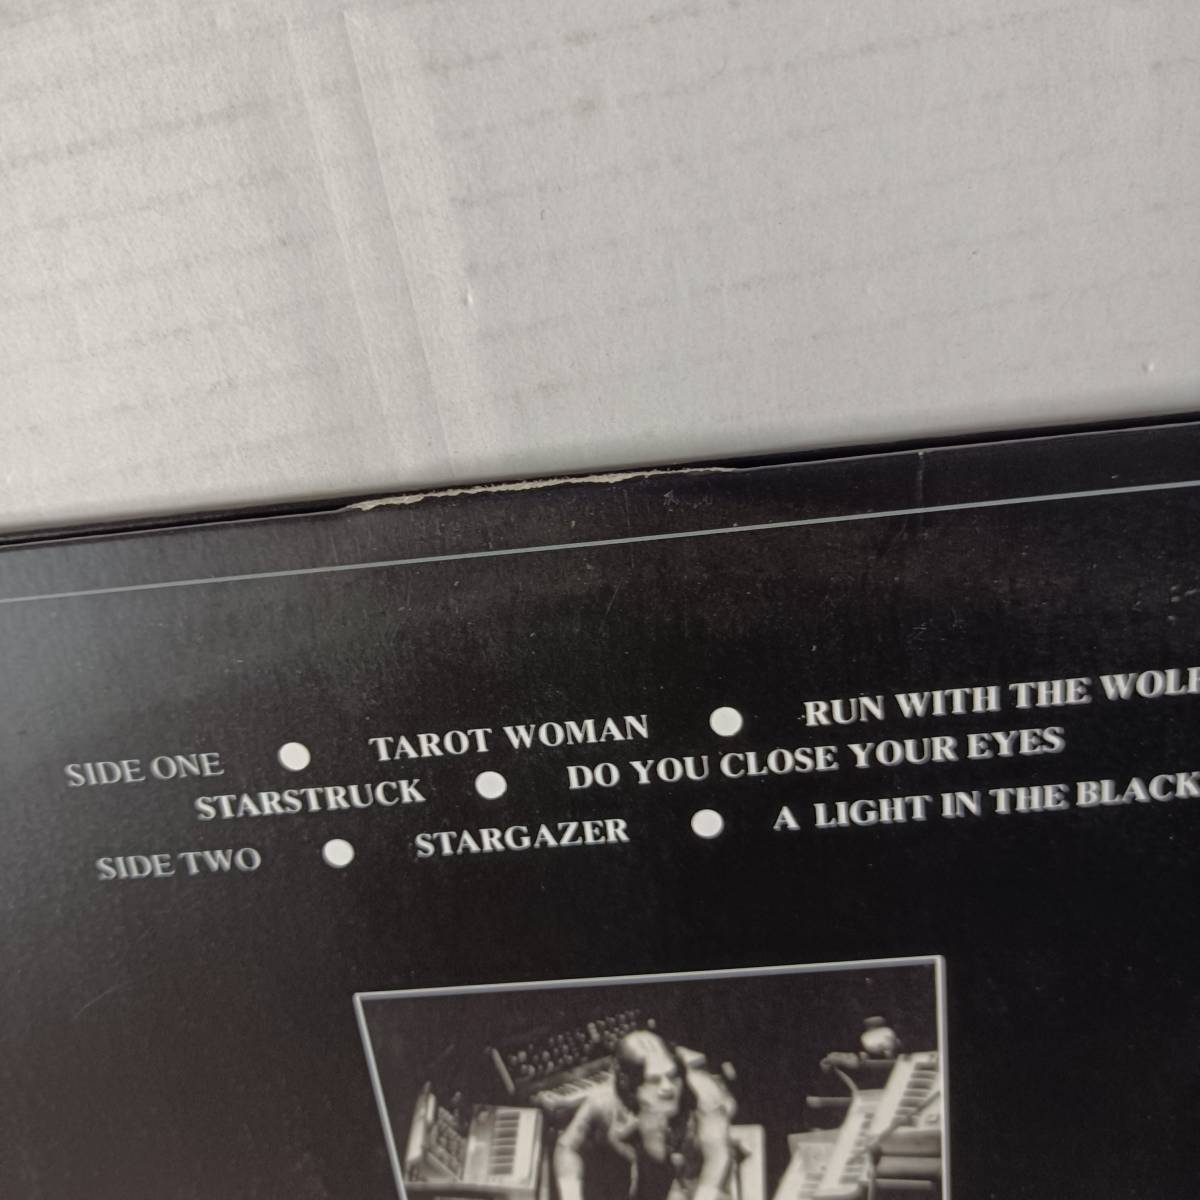 SIDE ONE ● TAROT WOMAN ● RUN WITH THE WOLF
STARSTRUCK ● DO YOU CLOSE YOUR EYES
SIDE TWO ● STARGAZER ● A LIGHT IN THE BLACK